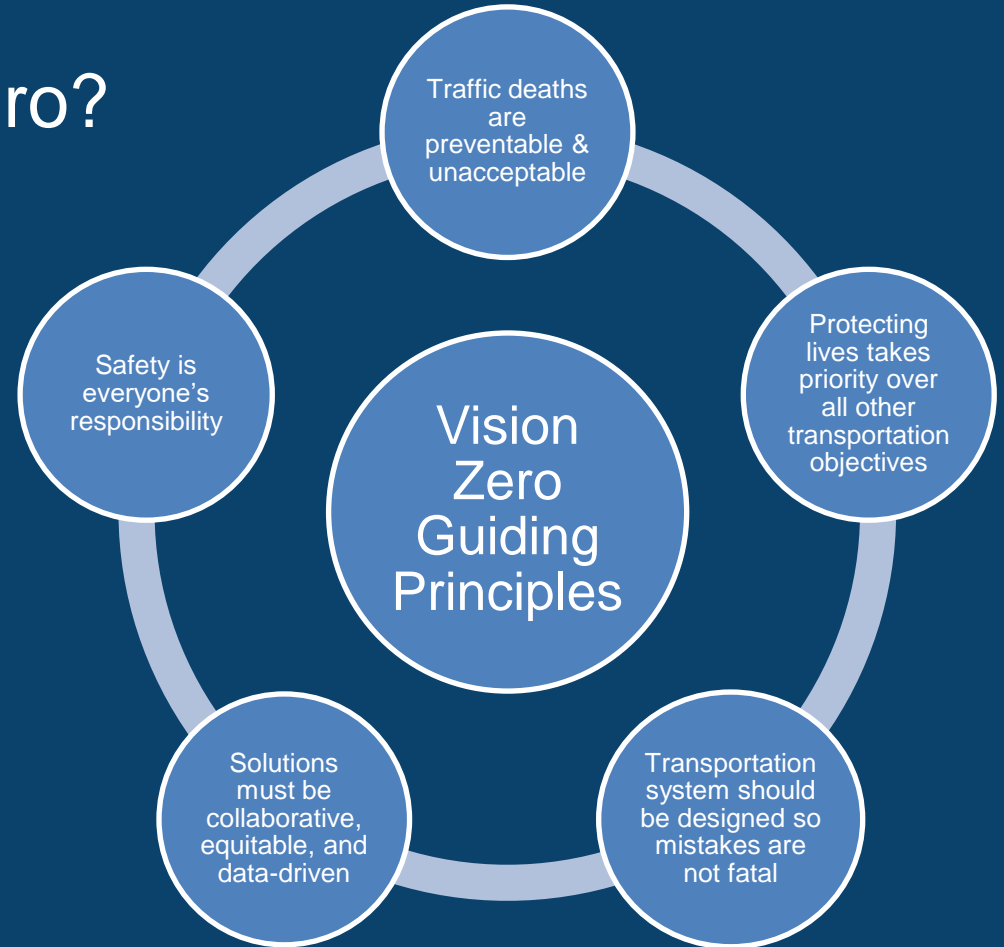 ro?
Traffic deaths
are
preventable &
unacceptable
Protecting
lives takes
priority over
all other
transportation
objectives
Transportation
system should
be designed so
mistakes are
not fatal
Solutions
must be
collaborative,
equitable, and
data-driven
Safety is
everyone’s
responsibility
Vision
Zero
Guiding
Principles